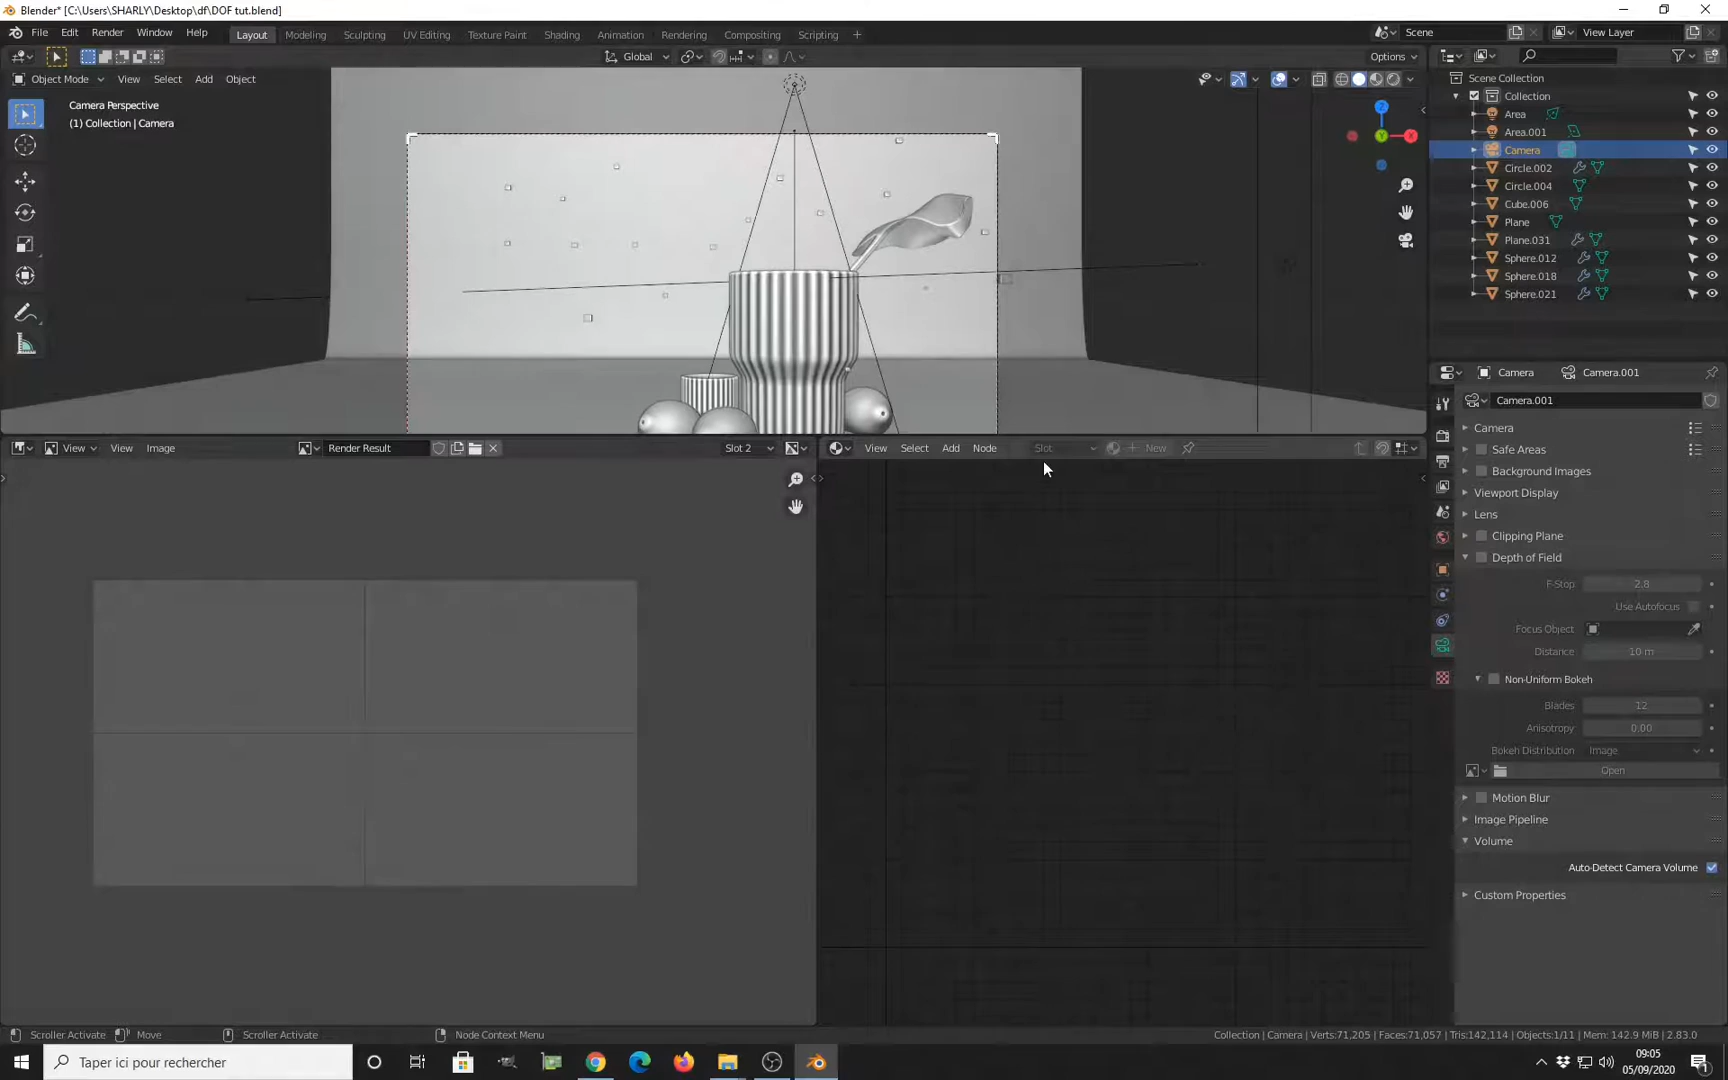 Blender* [C:\Users\SHARLY\Desktop\df\DOF tut.blend]
File Edit Render Window Help Layout Modeling Sculpting UV Editing Texture Paint Shading Animation Rendering Compositing Scripting + Scene View Layer
Global Options
Object Mode View Select Add Object
Camera Perspective
(1) Collection | Camera
Z
Y
X
Scene Collection
Collection
Area
Area.001
Camera
Circle.002
Circle.004
Cube.006
Plane
Plane.031
Sphere.012
Sphere.018
Sphere.021
View View Image Render Result Slot 2
View Select Add Node Slot New
Camera Camera.001
Camera.001
Camera
Safe Areas
Background Images
Viewport Display
Lens
Clipping Plane
Depth of Field
F-Stop 2.8
Use Autofocus
Focus Object
Distance 10 m
Non-Uniform Bokeh
Blades 12
Anisotropy 0.00
Bokeh Distribution Image
Open
Motion Blur
Image Pipeline
Volume
Auto-Detect Camera Volume
Custom Properties
Scroller Activate Move Scroller Activate Node Context Menu Collection | Camera | Verts:71,205 | Faces:71,057 | Tris:142,114 | Objects:1/11 | Mem: 142.9 MiB | 2.83.0
Taper ici pour rechercher
09:05
05/09/2020
1